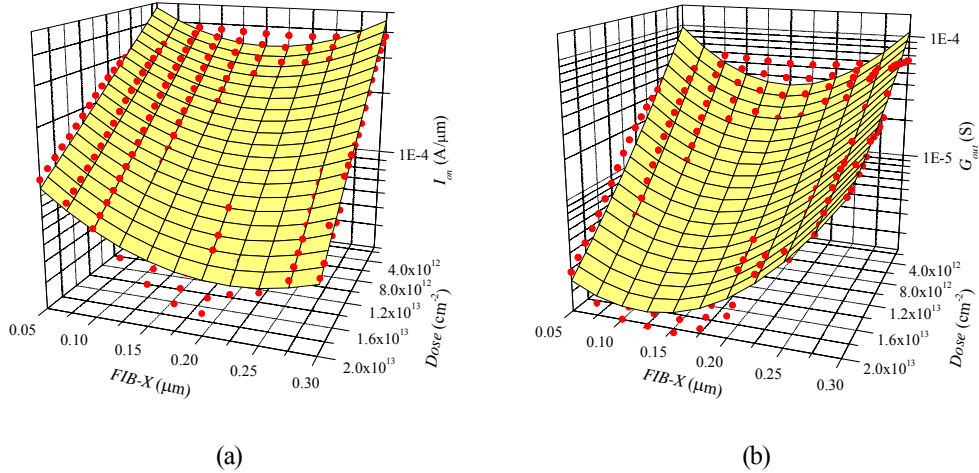 1E-4
I_on (A/μm)
4.0x10^12
8.0x10^12
1.2x10^13
1.6x10^13
2.0x10^13
Dose (cm^-2)
0.05
0.10
0.15
0.20
0.25
0.30
FIB-X (μm)
(a)
1E-4
1E-5
G_out (S)
4.0x10^12
8.0x10^12
1.2x10^13
1.6x10^13
2.0x10^13
Dose (cm^-2)
0.05
0.10
0.15
0.20
0.25
0.30
FIB-X (μm)
(b)